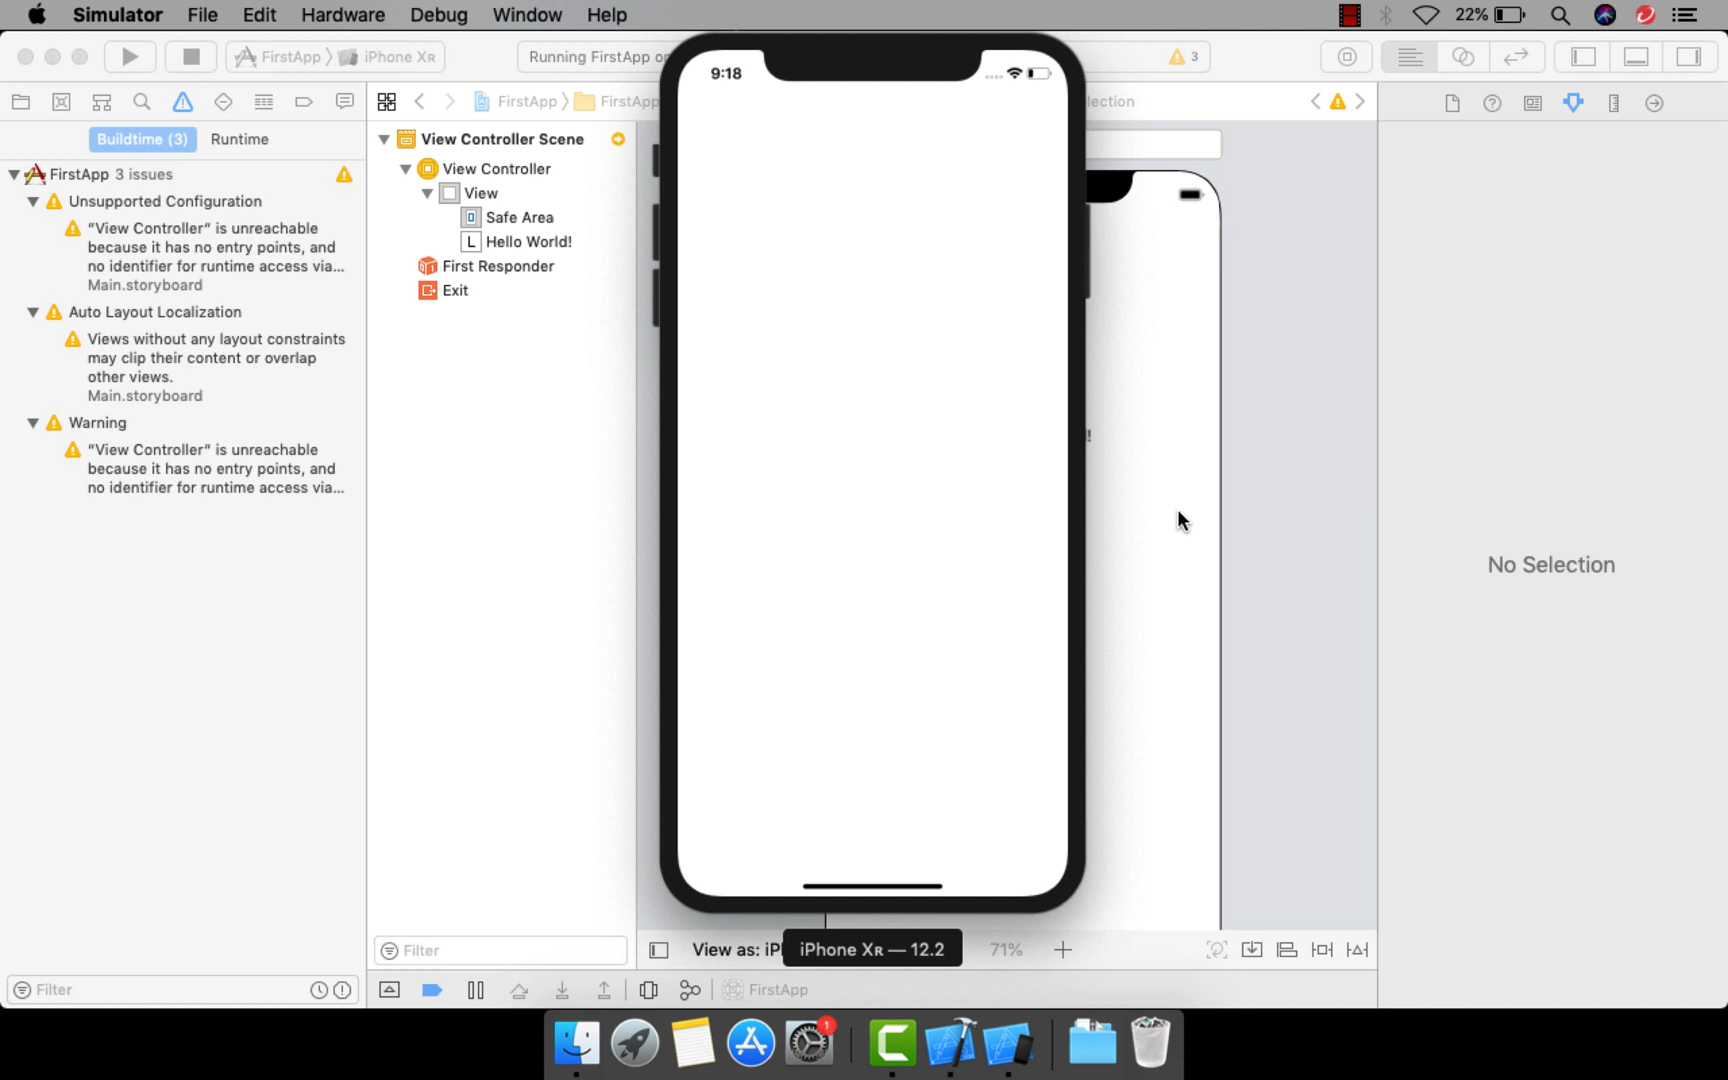 Simulator File Edit Hardware Debug Window Help 22%
FirstApp iPhone XR Running FirstApp on 3
FirstApp FirstApp lection
Buildtime (3) Runtime
FirstApp 3 issues
Unsupported Configuration
“View Controller” is unreachable
because it has no entry points, and
no identifier for runtime access via...
Main.storyboard
Auto Layout Localization
Views without any layout constraints
may clip their content or overlap
other views.
Main.storyboard
Warning
“View Controller” is unreachable
because it has no entry points, and
no identifier for runtime access via...
Filter
View Controller Scene
View Controller
View
Safe Area
L Hello World!
First Responder
Exit
Filter
9:18
!
View as: iPl
iPhone XR — 12.2
71%
FirstApp
No Selection
1